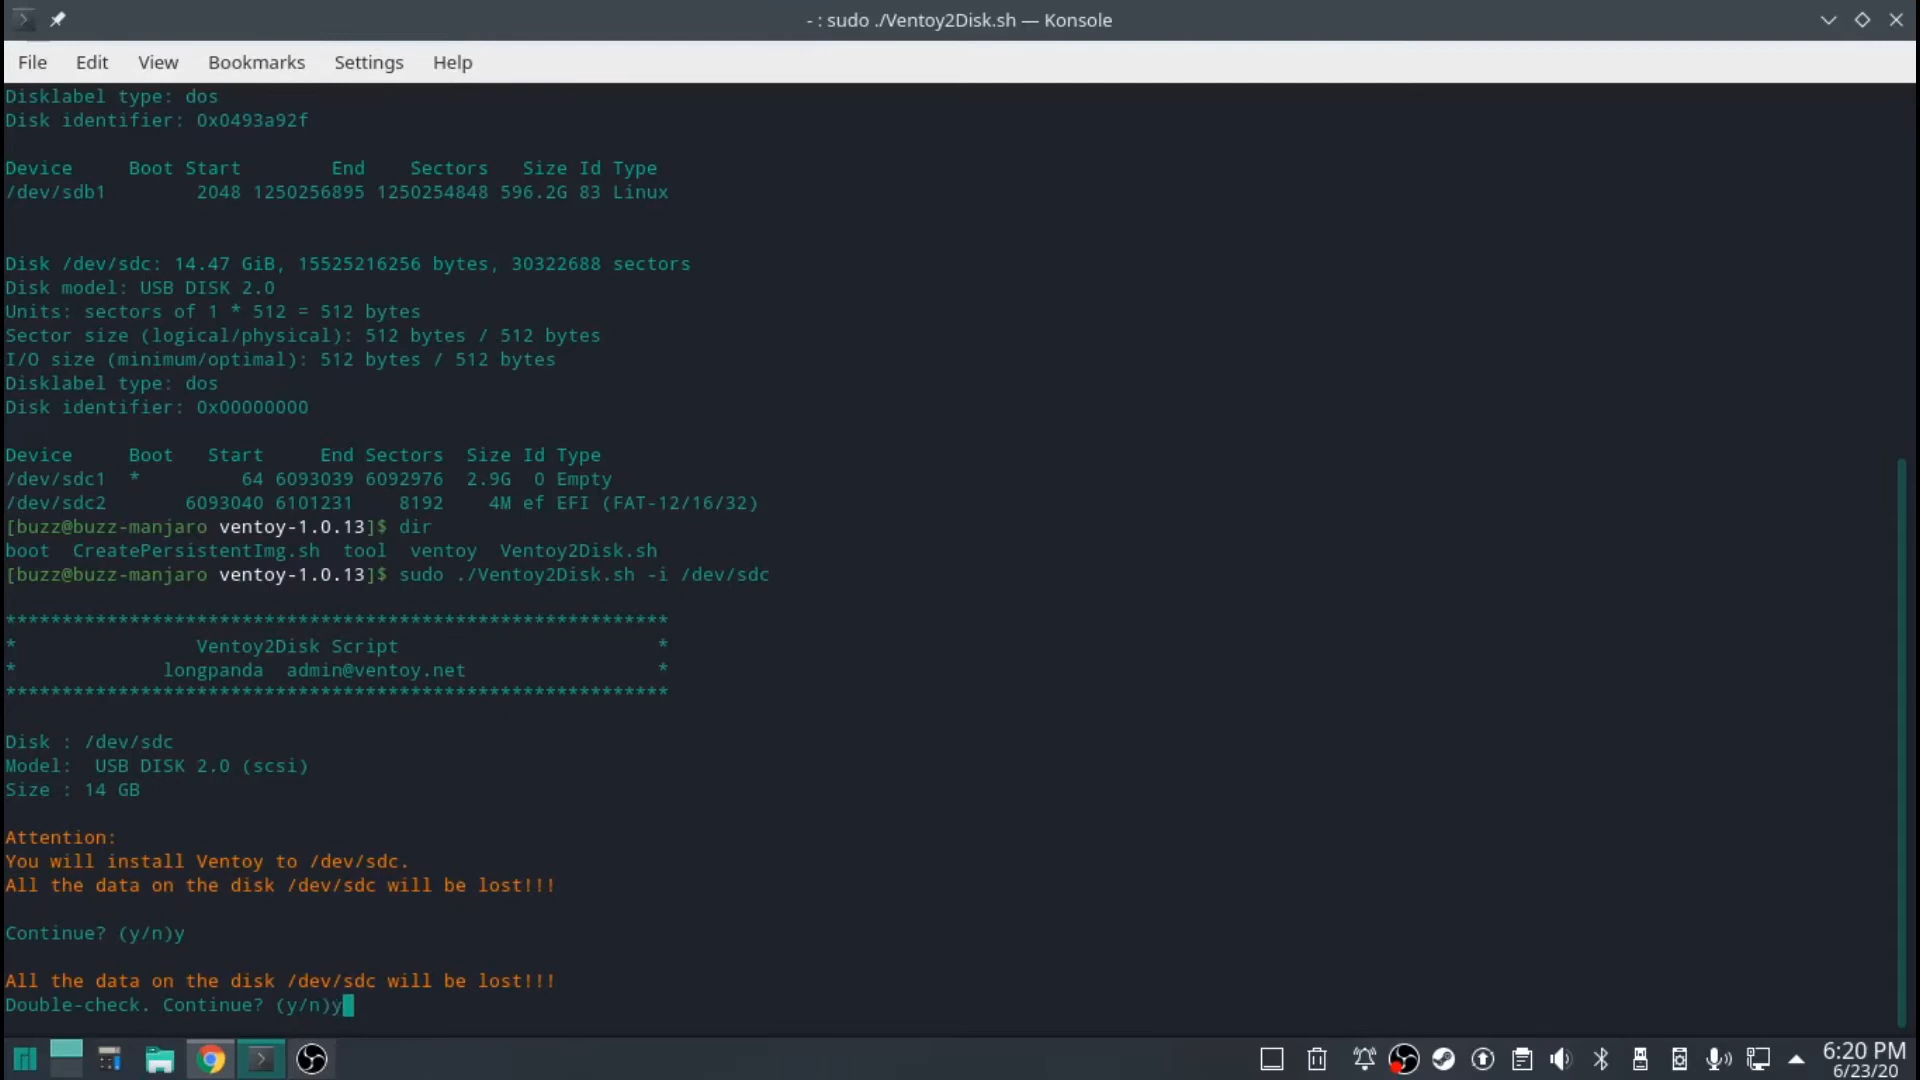 - : sudo ./Ventoy2Disk.sh — Konsole
File Edit View Bookmarks Settings Help
Disklabel type: dos
Disk identifier: 0x0493a92f
Device Boot Start End Sectors Size Id Type
/dev/sdb1 2048 1250256895 1250254848 596.2G 83 Linux
Disk /dev/sdc: 14.47 GiB, 15525216256 bytes, 30322688 sectors
Disk model: USB DISK 2.0
Units: sectors of 1 * 512 = 512 bytes
Sector size (logical/physical): 512 bytes / 512 bytes
I/O size (minimum/optimal): 512 bytes / 512 bytes
Disklabel type: dos
Disk identifier: 0x00000000
Device Boot Start End Sectors Size Id Type
/dev/sdc1 * 64 6093039 6092976 2.9G 0 Empty
/dev/sdc2 6093040 6101231 8192 4M ef EFI (FAT-12/16/32)
[buzz@buzz-manjaro ventoy-1.0.13]$ dir
boot CreatePersistentImg.sh tool ventoy Ventoy2Disk.sh
[buzz@buzz-manjaro ventoy-1.0.13]$ sudo ./Ventoy2Disk.sh -i /dev/sdc
***********************************************************
* Ventoy2Disk Script *
* longpanda admin@ventoy.net *
***********************************************************
Disk : /dev/sdc
Model: USB DISK 2.0 (scsi)
Size : 14 GB
Attention:
You will install Ventoy to /dev/sdc.
All the data on the disk /dev/sdc will be lost!!!
Continue? (y/n)y
All the data on the disk /dev/sdc will be lost!!!
Double-check. Continue? (y/n)y
6:20 PM
6/23/20